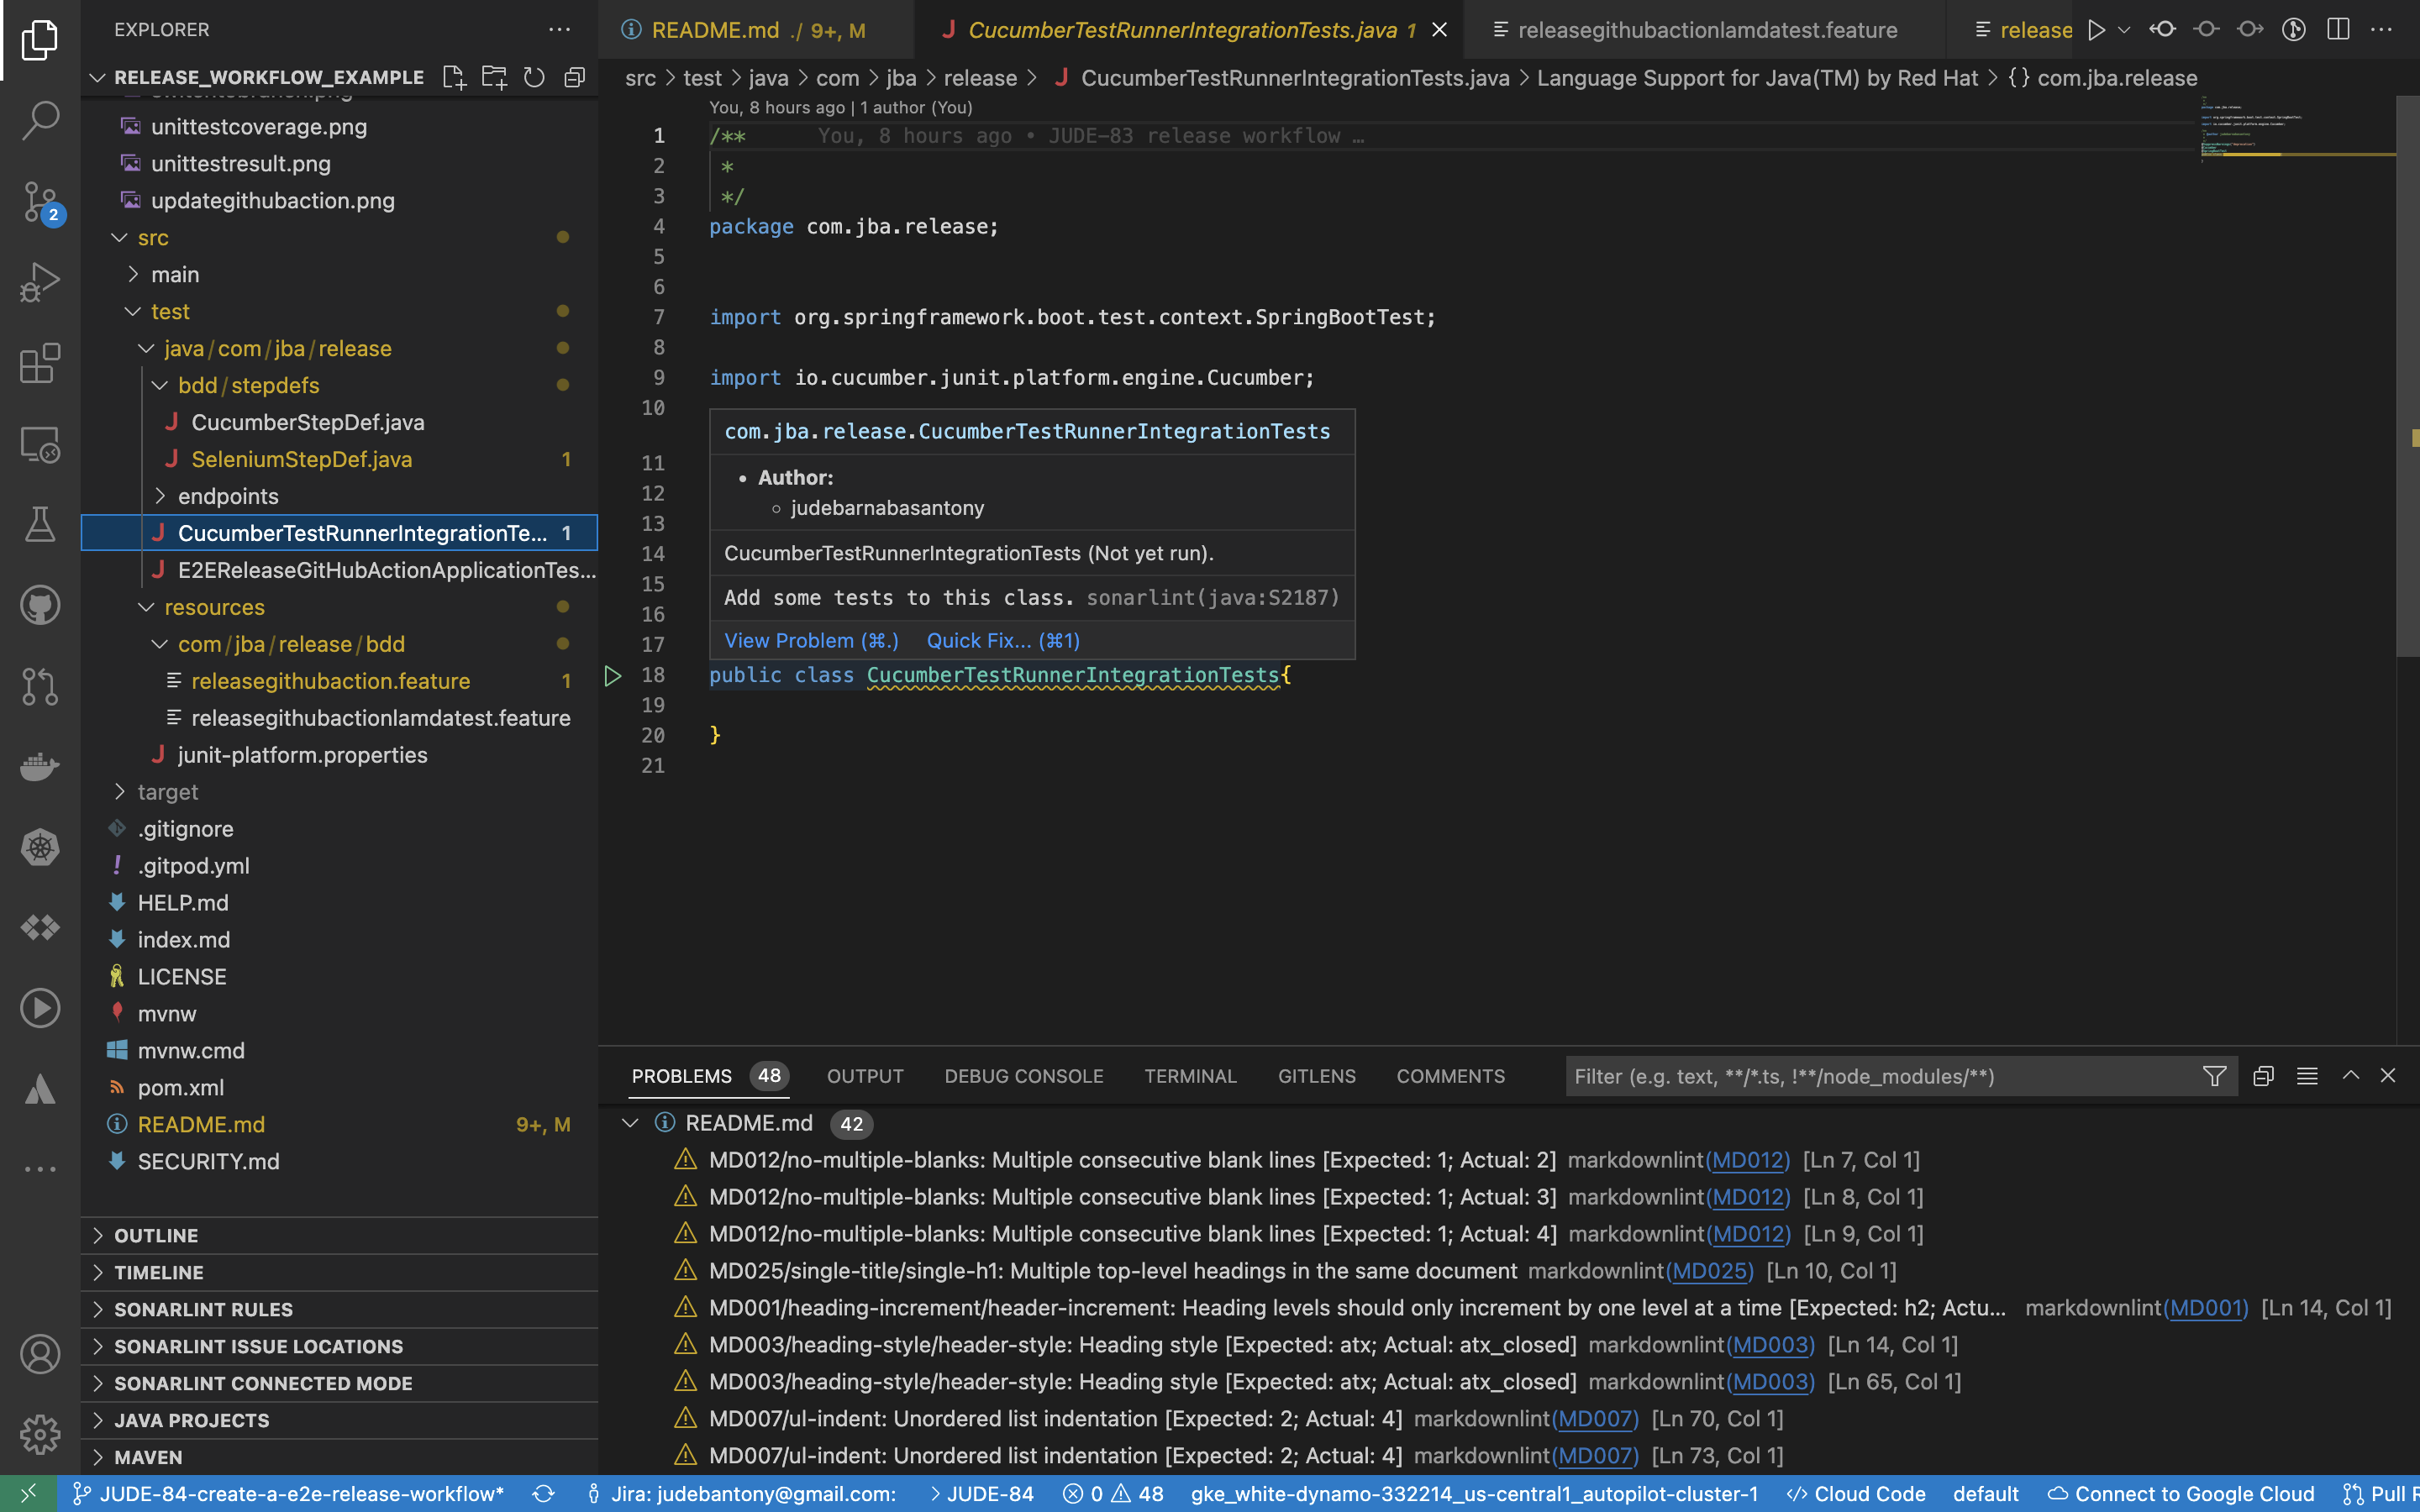 EXPLORER
RELEASE_WORKFLOW_EXAMPLE
unittestcoverage.png
unittestresult.png
updategithubaction.png
src
main
test
java/com/jba/release
bdd/stepdefs
CucumberStepDef.java
SeleniumStepDef.java 1
endpoints
CucumberTestRunnerIntegrationTe... 1
E2EReleaseGitHubActionApplicationTes...
resources
com/jba/release/bdd
releasegithubaction.feature 1
releasegithubactionlamdatest.feature
junit-platform.properties
target
.gitignore
.gitpod.yml
HELP.md
index.md
LICENSE
mvnw
mvnw.cmd
pom.xml
README.md 9+, M
SECURITY.md
OUTLINE
TIMELINE
SONARLINT RULES
SONARLINT ISSUE LOCATIONS
SONARLINT CONNECTED MODE
JAVA PROJECTS
MAVEN
2
README.md ./ 9+, M
CucumberTestRunnerIntegrationTests.java 1
releasegithubactionlamdatest.feature
release
src > test > java > com > jba > release > CucumberTestRunnerIntegrationTests.java > Language Support for Java(TM) by Red Hat > {} com.jba.release
You, 8 hours ago | 1 author (You)
1 /** You, 8 hours ago • JUDE-83 release workflow …
2 *
3 */
4 package com.jba.release;
5
6
7 import org.springframework.boot.test.context.SpringBootTest;
8
9 import io.cucumber.junit.platform.engine.Cucumber;
10
com.jba.release.CucumberTestRunnerIntegrationTests
11
• Author:
12
◦ judebarnabasantony
13
14 CucumberTestRunnerIntegrationTests (Not yet run).
15
Add some tests to this class. sonarlint(java:S2187)
16
17 View Problem (⌘.) Quick Fix... (⌘1)
18 public class CucumberTestRunnerIntegrationTests{
19
20 }
21
PROBLEMS 48 OUTPUT DEBUG CONSOLE TERMINAL GITLENS COMMENTS Filter (e.g. text, **/*.ts, !**/node_modules/**)
README.md 42
MD012/no-multiple-blanks: Multiple consecutive blank lines [Expected: 1; Actual: 2] markdownlint(MD012) [Ln 7, Col 1]
MD012/no-multiple-blanks: Multiple consecutive blank lines [Expected: 1; Actual: 3] markdownlint(MD012) [Ln 8, Col 1]
MD012/no-multiple-blanks: Multiple consecutive blank lines [Expected: 1; Actual: 4] markdownlint(MD012) [Ln 9, Col 1]
MD025/single-title/single-h1: Multiple top-level headings in the same document markdownlint(MD025) [Ln 10, Col 1]
MD001/heading-increment/header-increment: Heading levels should only increment by one level at a time [Expected: h2; Actu... markdownlint(MD001) [Ln 14, Col 1]
MD003/heading-style/header-style: Heading style [Expected: atx; Actual: atx_closed] markdownlint(MD003) [Ln 14, Col 1]
MD003/heading-style/header-style: Heading style [Expected: atx; Actual: atx_closed] markdownlint(MD003) [Ln 65, Col 1]
MD007/ul-indent: Unordered list indentation [Expected: 2; Actual: 4] markdownlint(MD007) [Ln 70, Col 1]
MD007/ul-indent: Unordered list indentation [Expected: 2; Actual: 4] markdownlint(MD007) [Ln 73, Col 1]
JUDE-84-create-a-e2e-release-workflow* Jira: judebantony@gmail.com: > JUDE-84 0 48 gke_white-dynamo-332214_us-central1_autopilot-cluster-1 </> Cloud Code default Connect to Google Cloud Pull